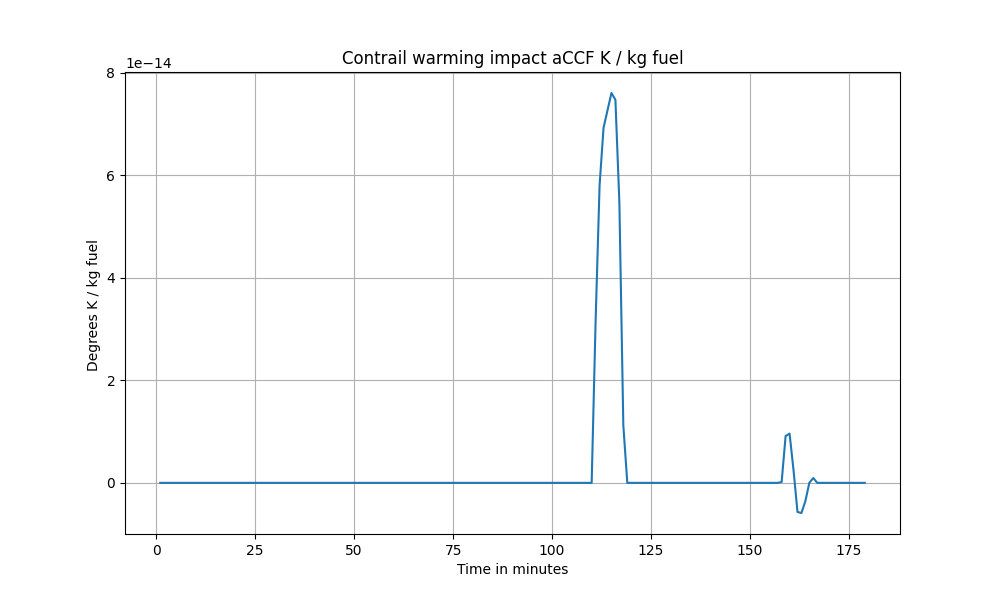 Contrail warming impact aCCF K / kg fuel
1e−14
8
6
4
2
0
Degrees K / kg fuel
0 25 50 75 100 125 150 175
Time in minutes